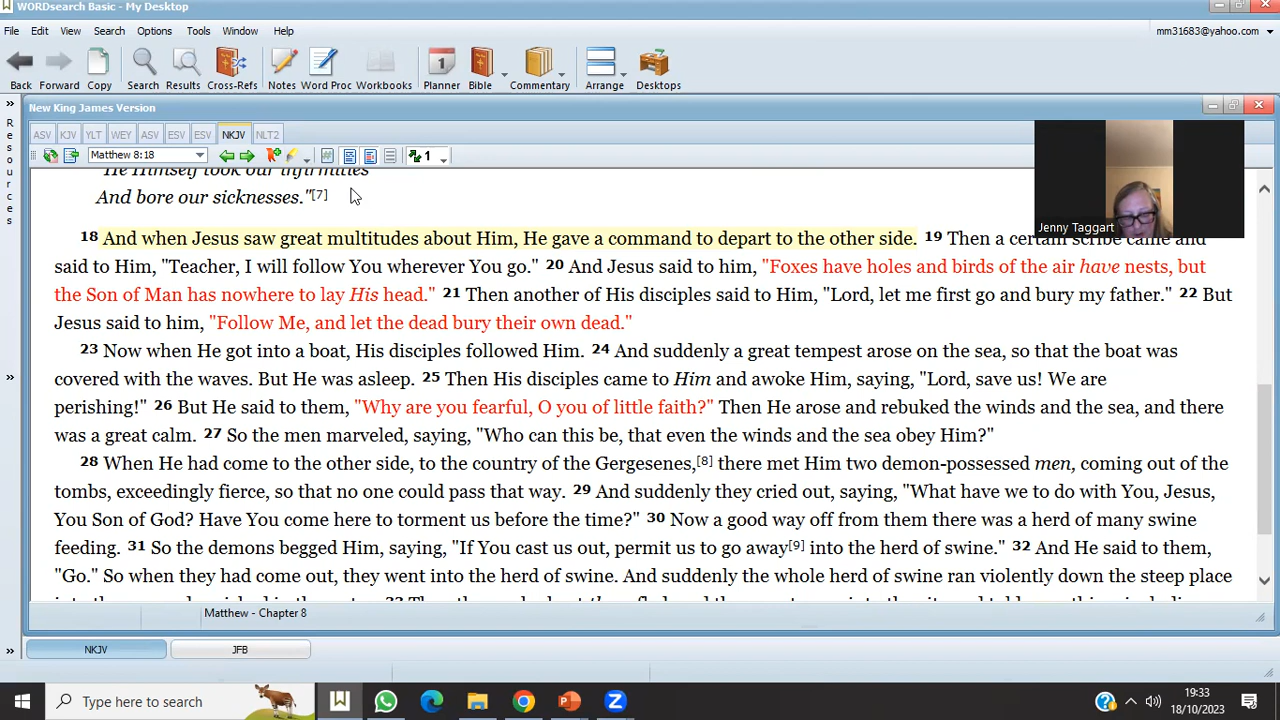 WORDsearch Basic - My Desktop
File Edit View Search Options Tools Window Help
mm31683@yahoo.com
Back Forward Copy Search Results Cross-Refs Notes Word Proc Workbooks Planner Bible Commentary Arrange Desktops
1
Resources
New King James Version
ASV KJV YLT WEY ASV ESV ESV NKJV NLT2
Matthew 8:18
1
He Himself took our infirmities
And bore our sicknesses."[7]
Jenny Taggart
18 And when Jesus saw great multitudes about Him, He gave a command to depart to the other side. 19 Then a certain scribe came and
said to Him, "Teacher, I will follow You wherever You go." 20 And Jesus said to him, "Foxes have holes and birds of the air have nests, but
the Son of Man has nowhere to lay His head." 21 Then another of His disciples said to Him, "Lord, let me first go and bury my father." 22 But
Jesus said to him, "Follow Me, and let the dead bury their own dead."
23 Now when He got into a boat, His disciples followed Him. 24 And suddenly a great tempest arose on the sea, so that the boat was
covered with the waves. But He was asleep. 25 Then His disciples came to Him and awoke Him, saying, "Lord, save us! We are
perishing!" 26 But He said to them, "Why are you fearful, O you of little faith?" Then He arose and rebuked the winds and the sea, and there
was a great calm. 27 So the men marveled, saying, "Who can this be, that even the winds and the sea obey Him?"
28 When He had come to the other side, to the country of the Gergesenes,[8] there met Him two demon-possessed men, coming out of the
tombs, exceedingly fierce, so that no one could pass that way. 29 And suddenly they cried out, saying, "What have we to do with You, Jesus,
You Son of God? Have You come here to torment us before the time?" 30 Now a good way off from them there was a herd of many swine
feeding. 31 So the demons begged Him, saying, "If You cast us out, permit us to go away[9] into the herd of swine." 32 And He said to them,
"Go." So when they had come out, they went into the herd of swine. And suddenly the whole herd of swine ran violently down the steep place
Matthew - Chapter 8
NKJV JFB
Type here to search
19:33
18/10/2023